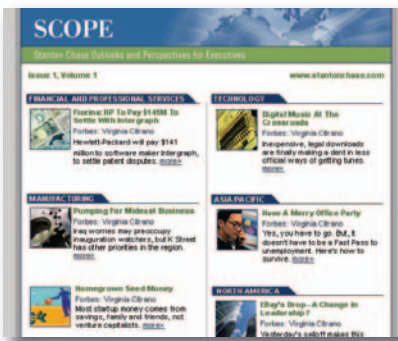 SCOPE
Stanton Chase Outlooks and Perspectives for Executives
Issue 1, Volume 1
www.stantonchase.com
FINANCIAL AND PROFESSIONAL SERVICES
Fiorina: HP To Pay $141M To
Settle With Intergraph
Forbes: Virginia Citrano
Hewlett-Packard will pay $141
million to software maker Intergraph,
to settle patent disputes. more»
MANUFACTURING
Pumping For Mideast Business
Forbes: Virginia Citrano
Iraq worries may preoccupy
inauguration watchers, but K Street
has other priorities in the region.
more»
Homegrown Seed Money
Forbes: Virginia Citrano
Most startup money comes from
savings, family and friends, not
venture capitalists. more»
TECHNOLOGY
Digital Music At The
Crossroads
Forbes: Virginia Citrano
Inexpensive, legal downloads
are finally making a dent in less
official ways of getting tunes.
more»
ASIA/PACIFIC
Have A Merry Office Party
Forbes: Virginia Citrano
Yes, you have to go. But, it
doesn't have to be a Fast Pass to
unemployment. Here's how to
survive. more»
NORTH AMERICA
EBay's Drop--A Change In
Leadership?
Forbes: Virginia Citrano
Yesterday's selloff makes this